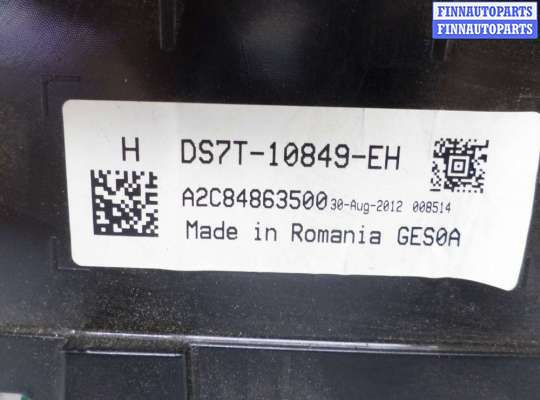 FINNAUTOPARTS
FINNAUTOPARTS
H DS7T-10849-EH
A2C84863500 30-Aug-2012 008514
Made in Romania GES0A